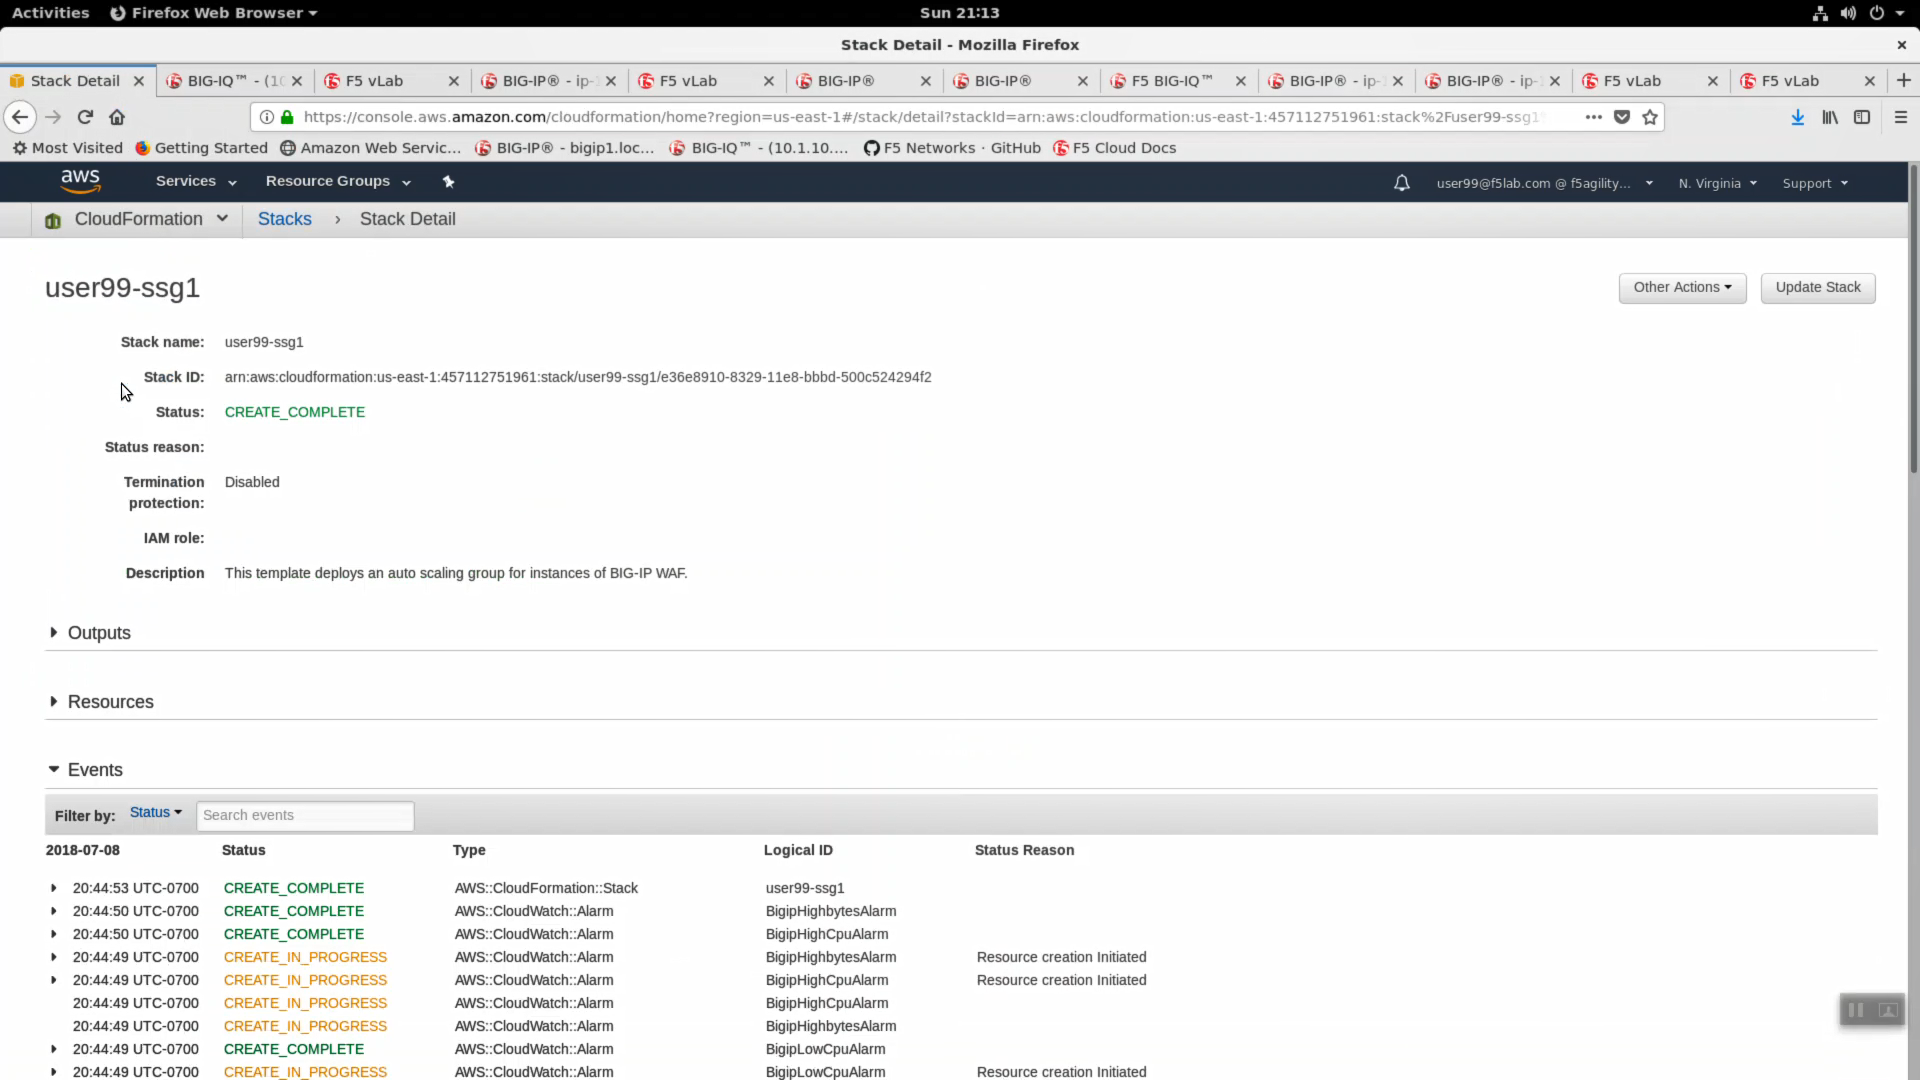 Activities Firefox Web Browser Sun 21:13
Stack Detail - Mozilla Firefox
Stack Detail BIG-IQ™ - (10 F5 vLab BIG-IP® - ip- F5 vLab BIG-IP® BIG-IP® F5 BIG-IQ™ BIG-IP® - ip- BIG-IP® - ip- F5 vLab F5 vLab
https://console.aws.amazon.com/cloudformation/home?region=us-east-1#/stack/detail?stackId=arn:aws:cloudformation:us-east-1:457112751961:stack%2Fuser99-ssg1
Most Visited Getting Started Amazon Web Servic... BIG-IP® - bigip1.loc... BIG-IQ™ - (10.1.10.... F5 Networks · GitHub F5 Cloud Docs
aws Services Resource Groups user99@f5lab.com @ f5agility... N. Virginia Support
CloudFormation Stacks › Stack Detail
user99-ssg1 Other Actions Update Stack
Stack name: user99-ssg1
Stack ID: arn:aws:cloudformation:us-east-1:457112751961:stack/user99-ssg1/e36e8910-8329-11e8-bbbd-500c524294f2
Status: CREATE_COMPLETE
Status reason:
Termination protection: Disabled
IAM role:
Description This template deploys an auto scaling group for instances of BIG-IP WAF.
Outputs
Resources
Events
Filter by: Status Search events
2018-07-08 Status Type Logical ID Status Reason
20:44:53 UTC-0700 CREATE_COMPLETE AWS::CloudFormation::Stack user99-ssg1
20:44:50 UTC-0700 CREATE_COMPLETE AWS::CloudWatch::Alarm BigipHighbytesAlarm
20:44:50 UTC-0700 CREATE_COMPLETE AWS::CloudWatch::Alarm BigipHighCpuAlarm
20:44:49 UTC-0700 CREATE_IN_PROGRESS AWS::CloudWatch::Alarm BigipHighbytesAlarm Resource creation Initiated
20:44:49 UTC-0700 CREATE_IN_PROGRESS AWS::CloudWatch::Alarm BigipHighCpuAlarm Resource creation Initiated
20:44:49 UTC-0700 CREATE_IN_PROGRESS AWS::CloudWatch::Alarm BigipHighCpuAlarm
20:44:49 UTC-0700 CREATE_IN_PROGRESS AWS::CloudWatch::Alarm BigipHighbytesAlarm
20:44:49 UTC-0700 CREATE_COMPLETE AWS::CloudWatch::Alarm BigipLowCpuAlarm
20:44:49 UTC-0700 CREATE_IN_PROGRESS AWS::CloudWatch::Alarm BigipLowCpuAlarm Resource creation Initiated